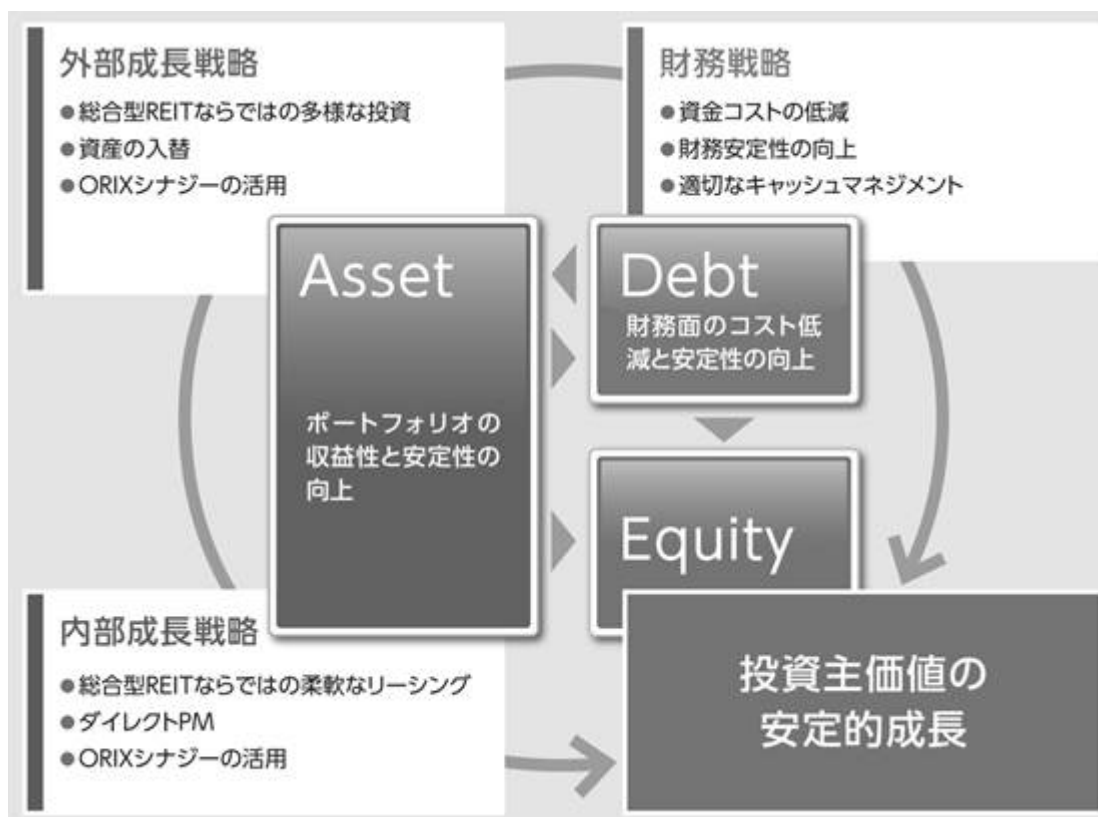 外部成長戦略
●総合型REITならではの多様な投資
●資産の入替
●ORIXシナジーの活用
財務戦略
●資金コストの低減
●財務安定性の向上
●適切なキャッシュマネジメント
Asset
ポートフォリオの
収益性と安定性の
向上
Debt
財務面のコスト低
減と安定性の向上
Equity
内部成長戦略
●総合型REITならではの柔軟なリーシング
●ダイレクトPM
●ORIXシナジーの活用
投資主価値の
安定的成長